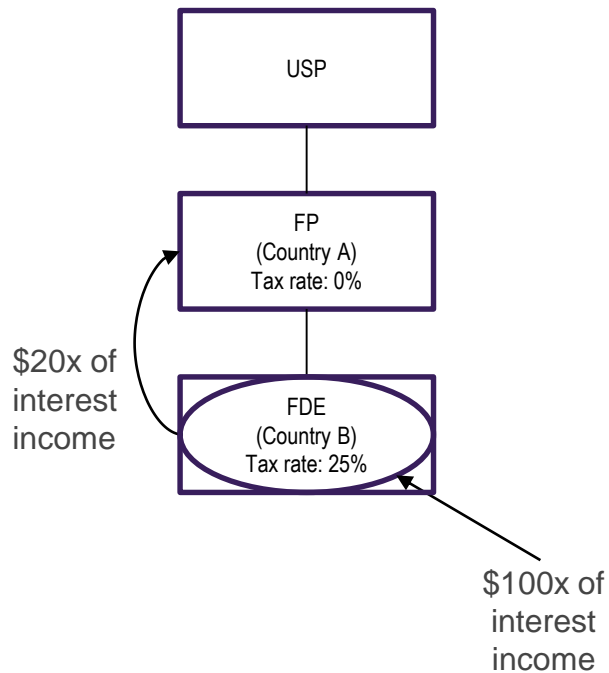 USP
FP
(Country A)
Tax rate: 0%
$20x of
interest
income
FDE
(Country B)
Tax rate: 25%
$100x of
interest
income